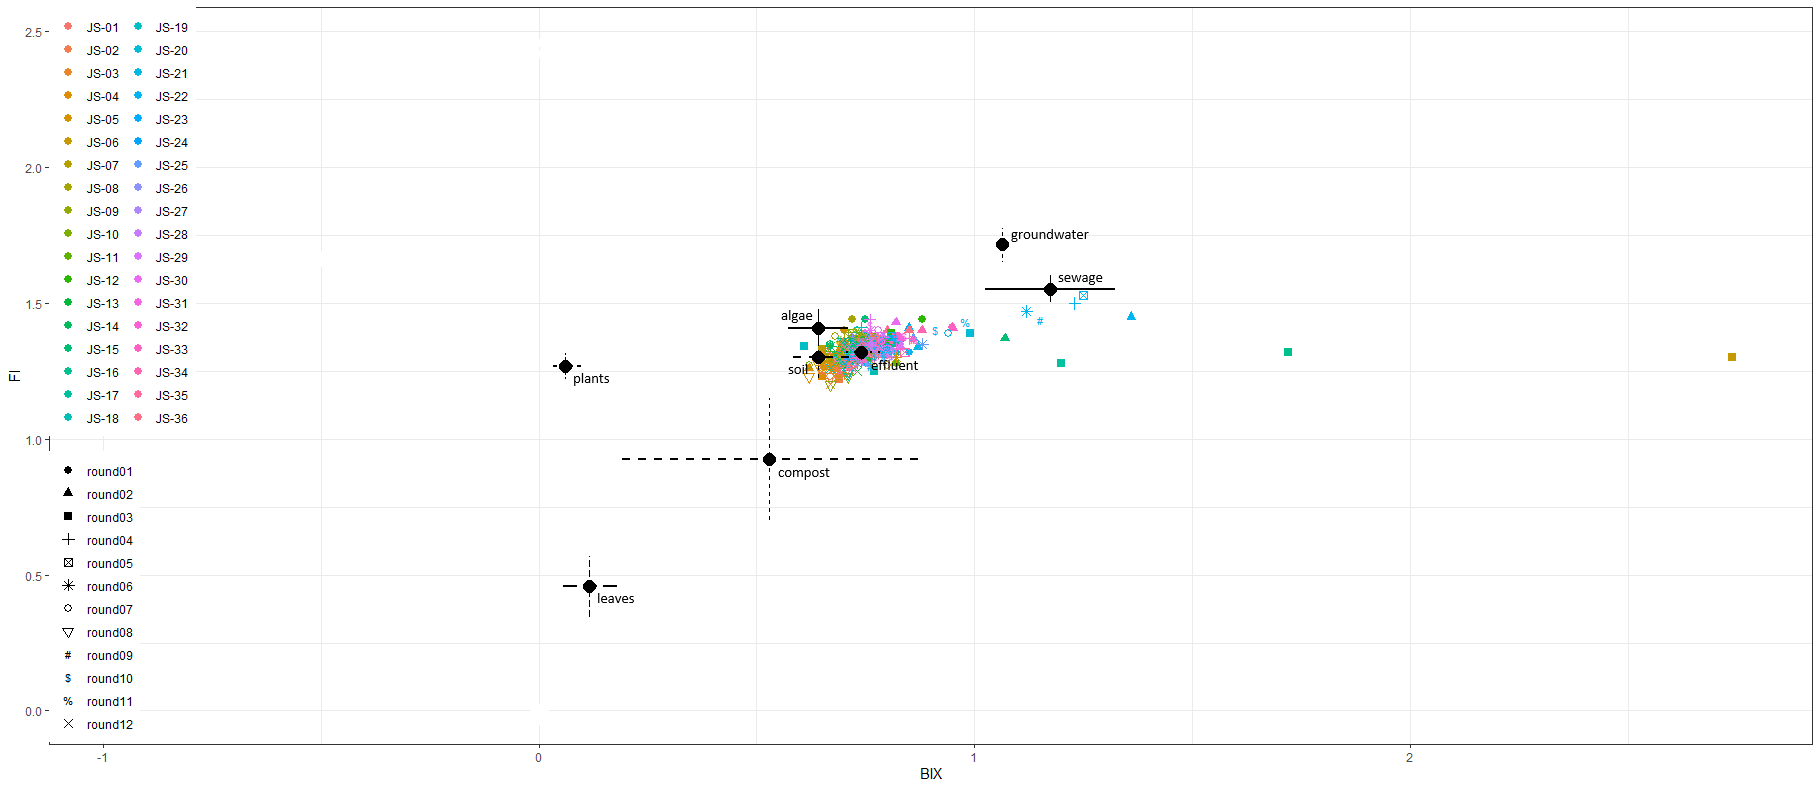 JS-01 JS-19
JS-02 JS-20
JS-03 JS-21
JS-04 JS-22
JS-05 JS-23
JS-06 JS-24
JS-07 JS-25
JS-08 JS-26
JS-09 JS-27
JS-10 JS-28
JS-11 JS-29
JS-12 JS-30
JS-13 JS-31
JS-14 JS-32
JS-15 JS-33
JS-16 JS-34
JS-17 JS-35
JS-18 JS-36
round01
round02
round03
round04
round05
round06
round07
round08
# round09
$ round10
% round11
round12
2.5
2.0
1.5
1.0
0.5
0.0
FI
groundwater
sewage
algae
$
%
#
soil
effluent
plants
compost
leaves
-1 0 1 2
BIX